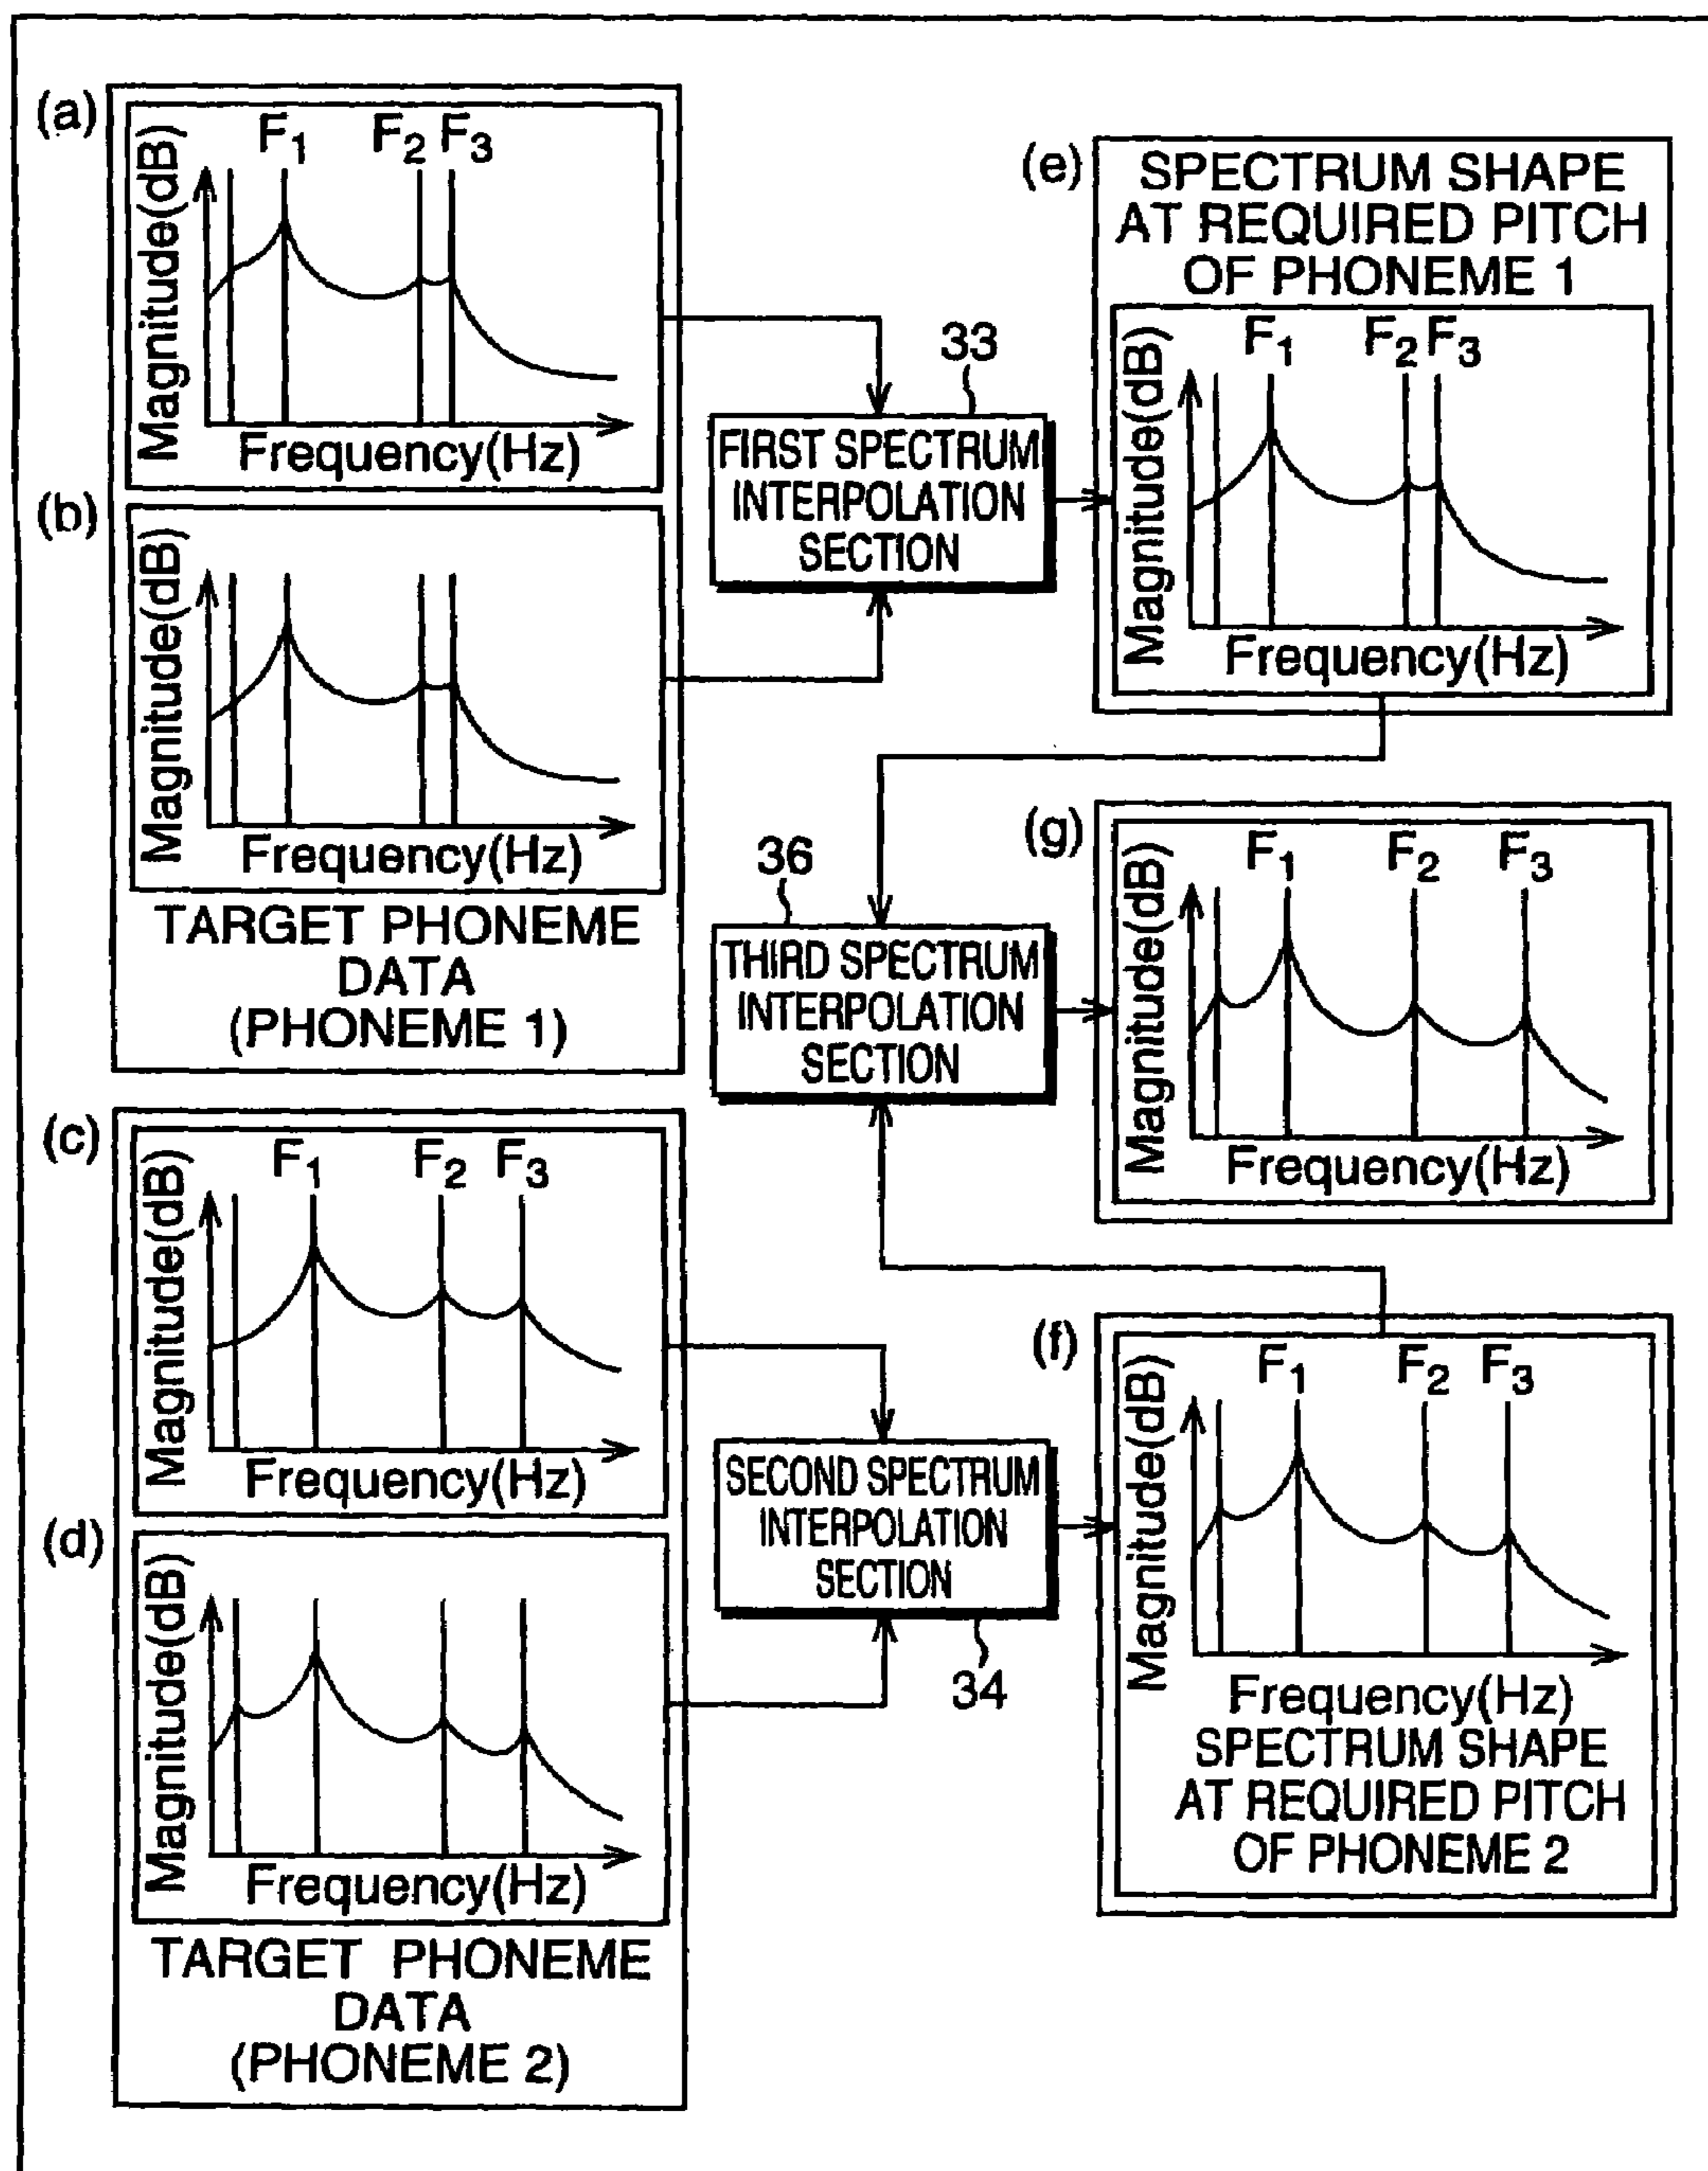 (a)
F1 F2 F3
Magnitude(dB)
Frequency(Hz)
(b)
Magnitude(dB)
Frequency(Hz)
TARGET PHONEME
DATA
(PHONEME 1)
(c)
F1 F2 F3
Magnitude(dB)
Frequency(Hz)
(d)
Magnitude(dB)
Frequency(Hz)
TARGET PHONEME
DATA
(PHONEME 2)
33
FIRST SPECTRUM
INTERPOLATION
SECTION
36
THIRD SPECTRUM
INTERPOLATION
SECTION
SECOND SPECTRUM
INTERPOLATION
SECTION
34
(e)
SPECTRUM SHAPE
AT REQUIRED PITCH
OF PHONEME 1
F1 F2 F3
Magnitude(dB)
Frequency(Hz)
(g)
F1 F2 F3
Magnitude(dB)
Frequency(Hz)
(f)
F1 F2 F3
Magnitude(dB)
Frequency(Hz)
SPECTRUM SHAPE
AT REQUIRED PITCH
OF PHONEME 2